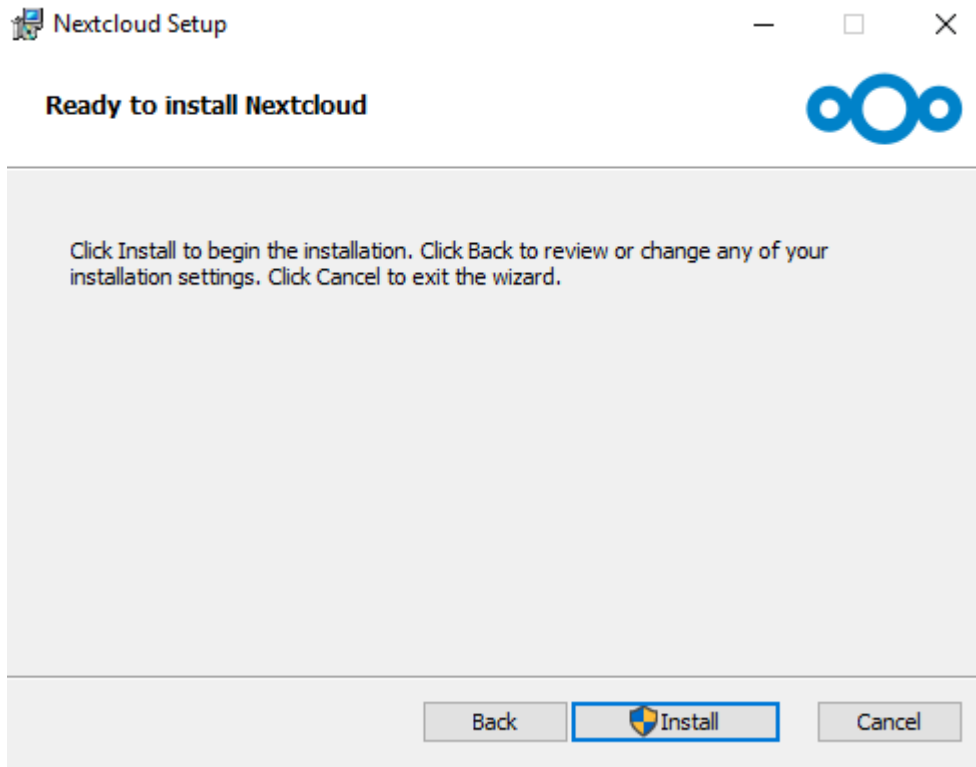 Nextcloud Setup
Ready to install Nextcloud
Click Install to begin the installation. Click Back to review or change any of your
installation settings. Click Cancel to exit the wizard.
Back
Install
Cancel